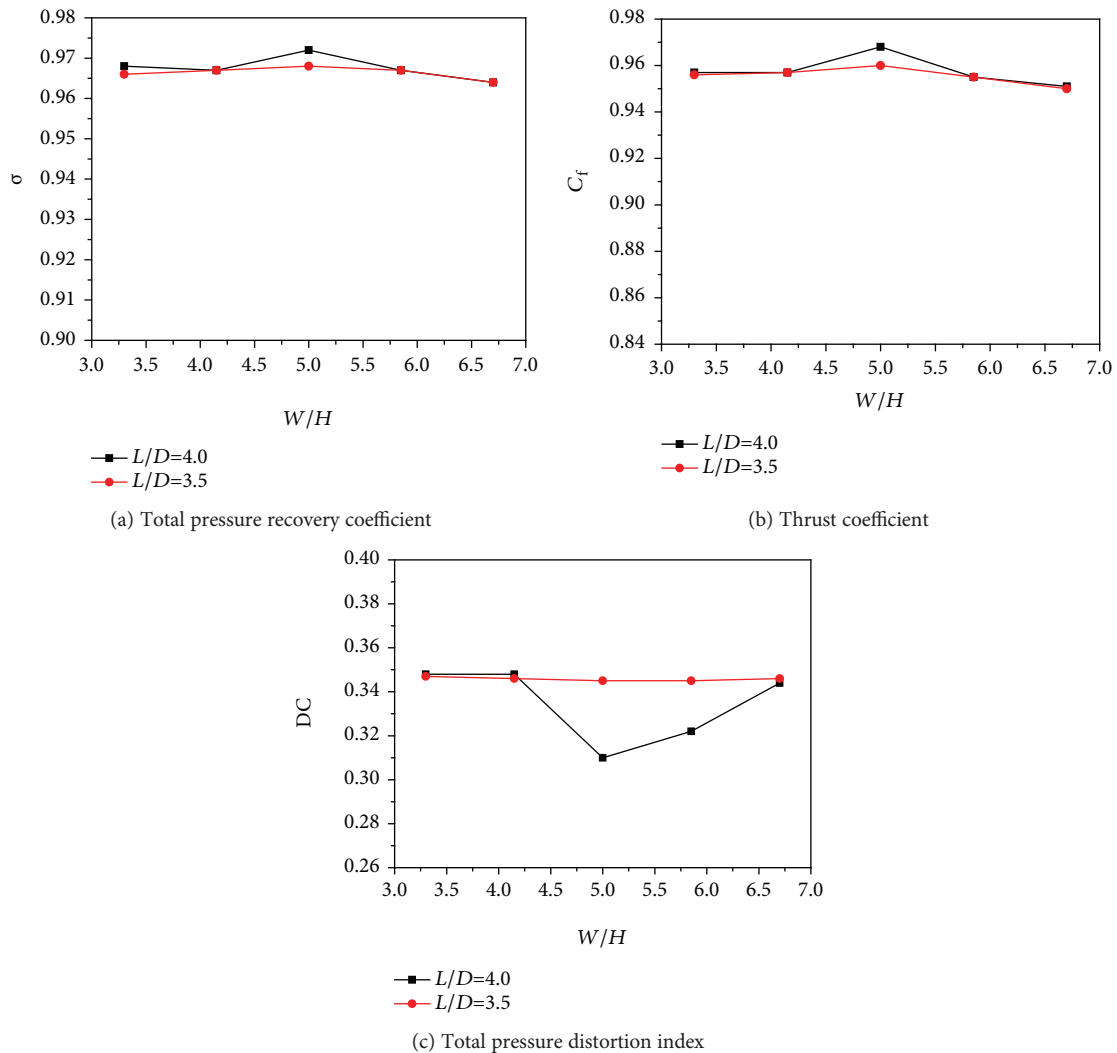 0.98
0.97
0.96
0.95
0.94
0.93
0.92
0.91
0.90
σ
3.0 3.5 4.0 4.5 5.0 5.5 6.0 6.5 7.0
W/H
L/D=4.0
L/D=3.5
(a) Total pressure recovery coefficient
0.98
0.96
0.94
0.92
0.90
0.88
0.86
0.84
Cf
3.0 3.5 4.0 4.5 5.0 5.5 6.0 6.5 7.0
W/H
L/D=4.0
L/D=3.5
(b) Thrust coefficient
0.40
0.38
0.36
0.34
0.32
0.30
0.28
0.26
DC
3.0 3.5 4.0 4.5 5.0 5.5 6.0 6.5 7.0
W/H
L/D=4.0
L/D=3.5
(c) Total pressure distortion index